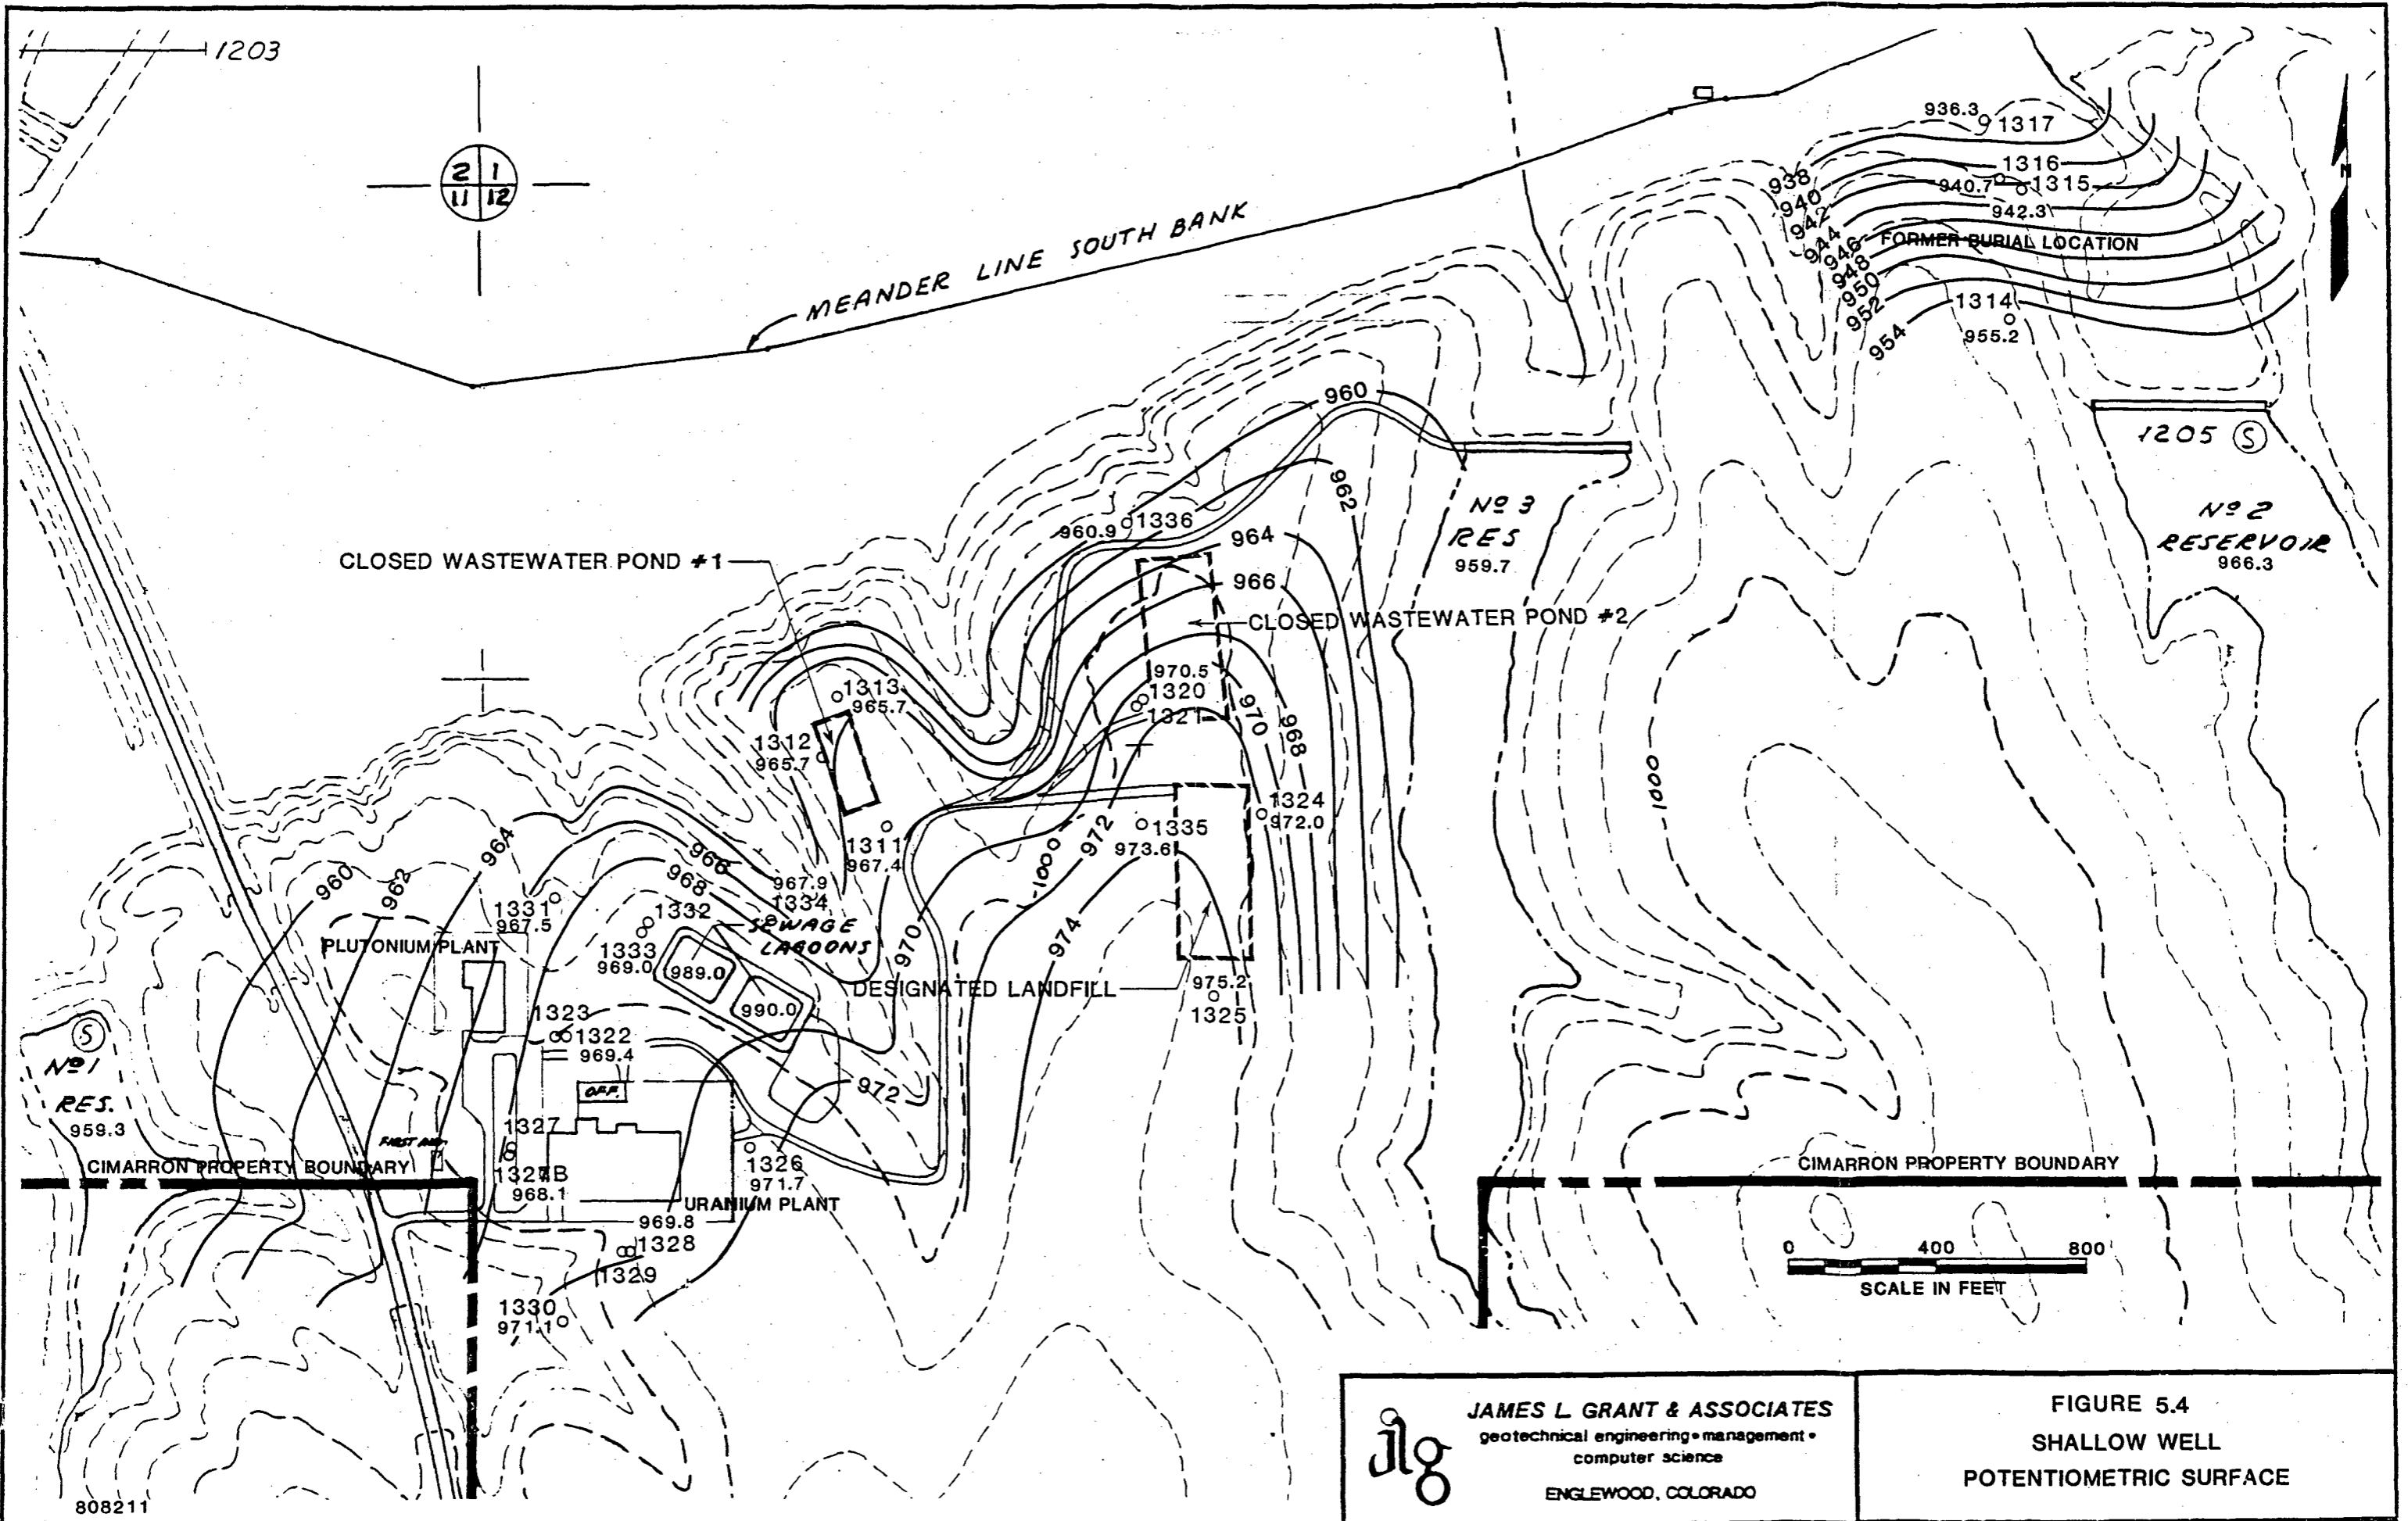 1203
2 1
11 12
MEANDER LINE SOUTH BANK
936.3
1317
1316
940.7
1315
942.3
938
940
942
944
946
948
950
952
954
FORMER BURIAL LOCATION
1314
955.2
N
1205 S
Nº 2
RESERVOIR
966.3
960
962
Nº 3
RES
959.7
960.9
1336
964
966
CLOSED WASTEWATER POND #1
CLOSED WASTEWATER POND #2
970.5
1320
1321
970
968
1313
965.7
1312
965.7
1311
967.4
1324
972.0
1335
973.6
972
1000
1000
974
960
962
964
966
968
967.9
1334
SEWAGE
LAGOONS
970
1331
967.5
1332
1333
969.0
989.0
990.0
PLUTONIUM PLANT
DESIGNATED LANDFILL
975.2
1325
1323
1322
969.4
S
Nº 1
RES.
959.3
OFF.
972
1327
1327B
968.1
1326
971.7
URANIUM PLANT
CIMARRON PROPERTY BOUNDARY
CIMARRON PROPERTY BOUNDARY
969.8
1328
1329
1330
971.1
0 400 800
SCALE IN FEET
808211
jlg
JAMES L. GRANT & ASSOCIATES
geotechnical engineering • management •
computer science
ENGLEWOOD, COLORADO
FIGURE 5.4
SHALLOW WELL
POTENTIOMETRIC SURFACE